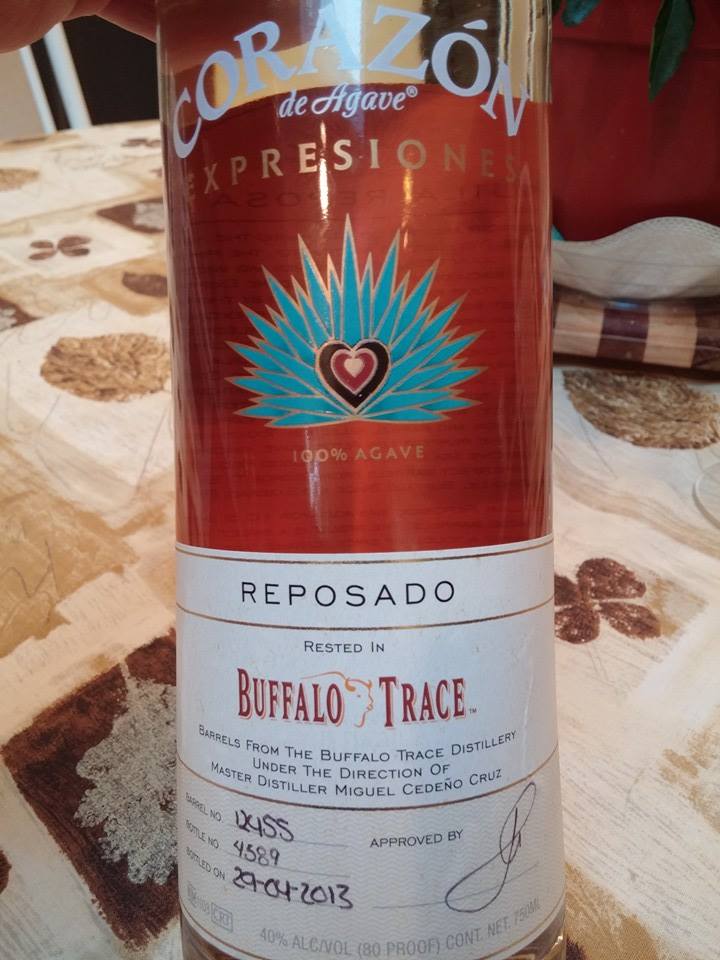 CORAZÓN
de Agave®
EXPRESIONES
100% AGAVE
REPOSADO
RESTED IN
BUFFALO TRACE™
BARRELS FROM THE BUFFALO TRACE DISTILLERY
UNDER THE DIRECTION OF
MASTER DISTILLER MIGUEL CEDEÑO CRUZ
BARREL NO 12455
BOTTLE NO 4589
BOTTLED ON 29-04-2013
APPROVED BY
CRT
40% ALC/VOL (80 PROOF) CONT. NET. 750ML